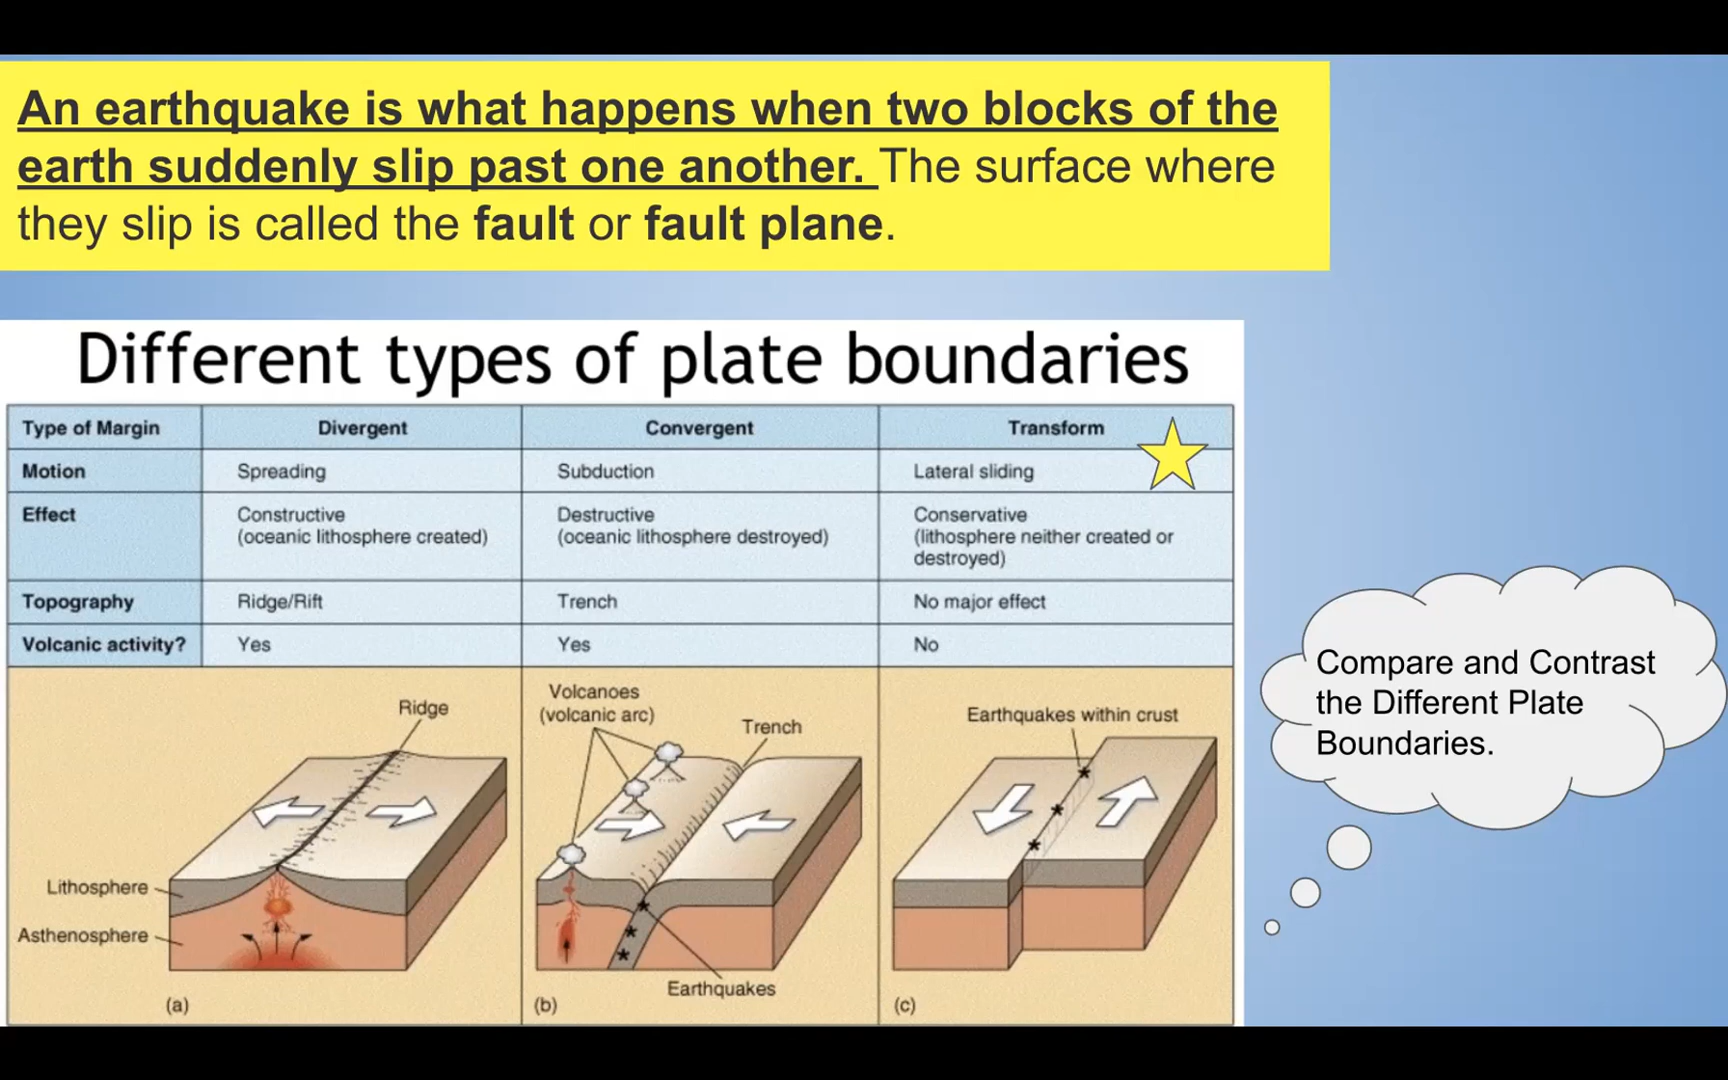 An earthquake is what happens when two blocks of the
earth suddenly slip past one another. The surface where
they slip is called the fault or fault plane.
Different types of plate boundaries
Type of Margin Divergent Convergent Transform
Motion Spreading Subduction Lateral sliding
Effect Constructive Destructive Conservative
(oceanic lithosphere created) (oceanic lithosphere destroyed) (lithosphere neither created or
destroyed)
Topography Ridge/Rift Trench No major effect
Volcanic activity? Yes Yes No
Ridge
Lithosphere
Asthenosphere
(a)
Volcanoes
(volcanic arc)
Trench
Earthquakes
(b)
Earthquakes within crust
(c)
Compare and Contrast
the Different Plate
Boundaries.